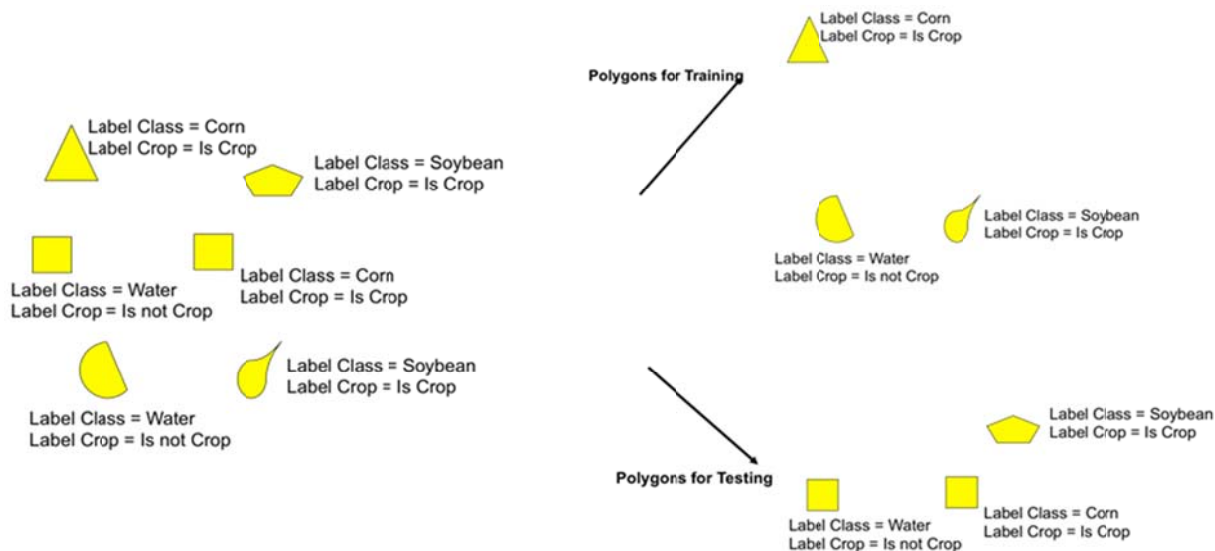 Label Class = Corn
Label Crop = Is Crop
Label Class = Soybean
Label Crop = Is Crop
Label Class = Water
Label Crop = Is not Crop
Label Class = Corn
Label Crop = Is Crop
Label Class = Water
Label Crop = Is not Crop
Label Class = Soybean
Label Crop = Is Crop
Polygons for Training
Label Class = Corn
Label Crop = Is Crop
Label Class = Water
Label Crop = Is not Crop
Label Class = Soybean
Label Crop = Is Crop
Polygons for Testing
Label Class = Soybean
Label Crop = Is Crop
Label Class = Water
Label Crop = Is not Crop
Label Class = Corn
Label Crop = Is Crop